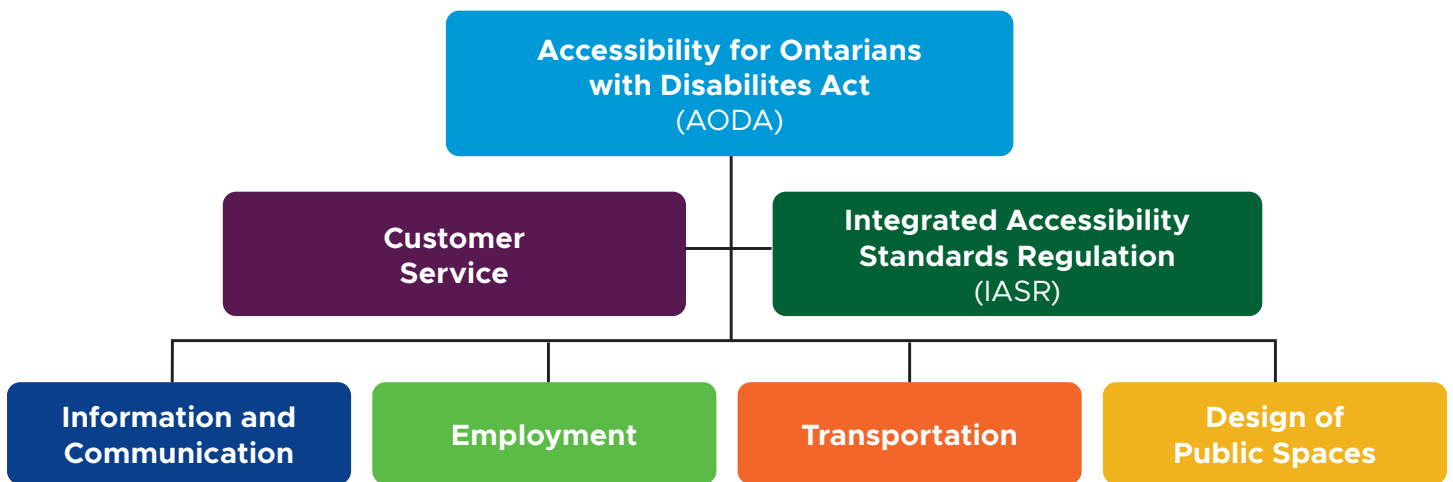 Accessibility for Ontarians
with Disabilites Act
(AODA)
Customer
Service
Integrated Accessibility
Standards Regulation
(IASR)
Information and
Communication
Employment
Transportation
Design of
Public Spaces